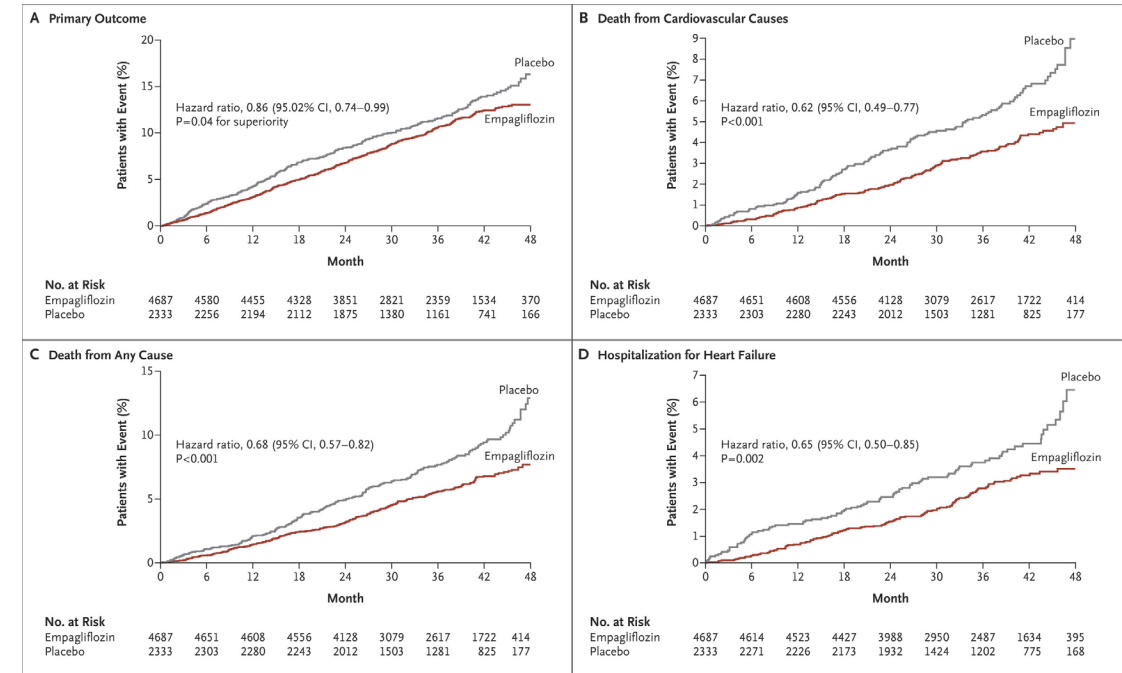 A Primary Outcome
20
15
10
5
0
Patients with Event (%)
Hazard ratio, 0.86 (95.02% CI, 0.74–0.99)
P=0.04 for superiority
Placebo
Empagliflozin
0 6 12 18 24 30 36 42 48
Month
No. at Risk
Empagliflozin 4687 4580 4455 4328 3851 2821 2359 1534 370
Placebo 2333 2256 2194 2112 1875 1380 1161 741 166
B Death from Cardiovascular Causes
9
8
7
6
5
4
3
2
1
0
Patients with Event (%)
Hazard ratio, 0.62 (95% CI, 0.49–0.77)
P<0.001
Placebo
Empagliflozin
0 6 12 18 24 30 36 42 48
Month
No. at Risk
Empagliflozin 4687 4651 4608 4556 4128 3079 2617 1722 414
Placebo 2333 2303 2280 2243 2012 1503 1281 825 177
C Death from Any Cause
15
10
5
0
Patients with Event (%)
Hazard ratio, 0.68 (95% CI, 0.57–0.82)
P<0.001
Placebo
Empagliflozin
0 6 12 18 24 30 36 42 48
Month
No. at Risk
Empagliflozin 4687 4651 4608 4556 4128 3079 2617 1722 414
Placebo 2333 2303 2280 2243 2012 1503 1281 825 177
D Hospitalization for Heart Failure
7
6
5
4
3
2
1
0
Patients with Event (%)
Hazard ratio, 0.65 (95% CI, 0.50–0.85)
P=0.002
Placebo
Empagliflozin
0 6 12 18 24 30 36 42 48
Month
No. at Risk
Empagliflozin 4687 4614 4523 4427 3988 2950 2487 1634 395
Placebo 2333 2271 2226 2173 1932 1424 1202 775 168